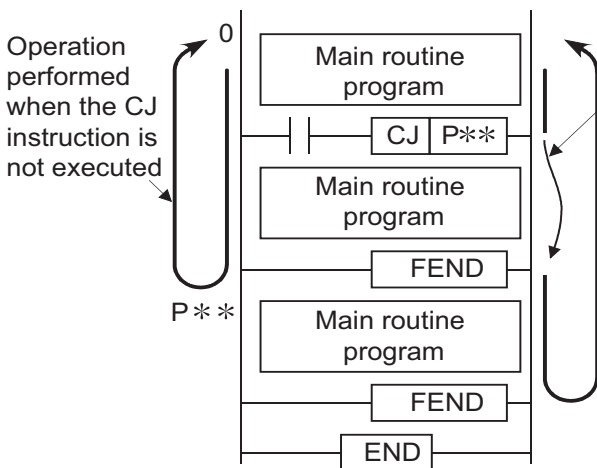 Operation
performed
when the CJ
instruction is
not executed
0
Main routine
program
CJ P**
Main routine
program
FEND
P**
Main routine
program
FEND
END